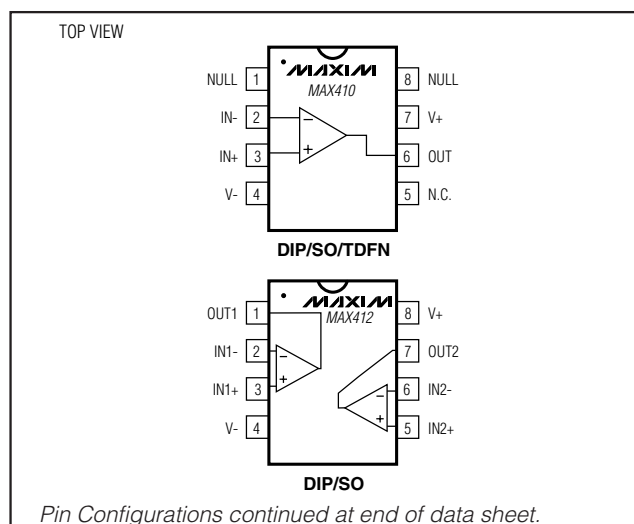 TOP VIEW
MAXIM
MAX410
NULL 1 8 NULL
IN- 2 7 V+
IN+ 3 6 OUT
V- 4 5 N.C.
− +
DIP/SO/TDFN
MAXIM
MAX412
OUT1 1 8 V+
IN1- 2 7 OUT2
IN1+ 3 6 IN2-
V- 4 5 IN2+
− +
− +
DIP/SO
Pin Configurations continued at end of data sheet.